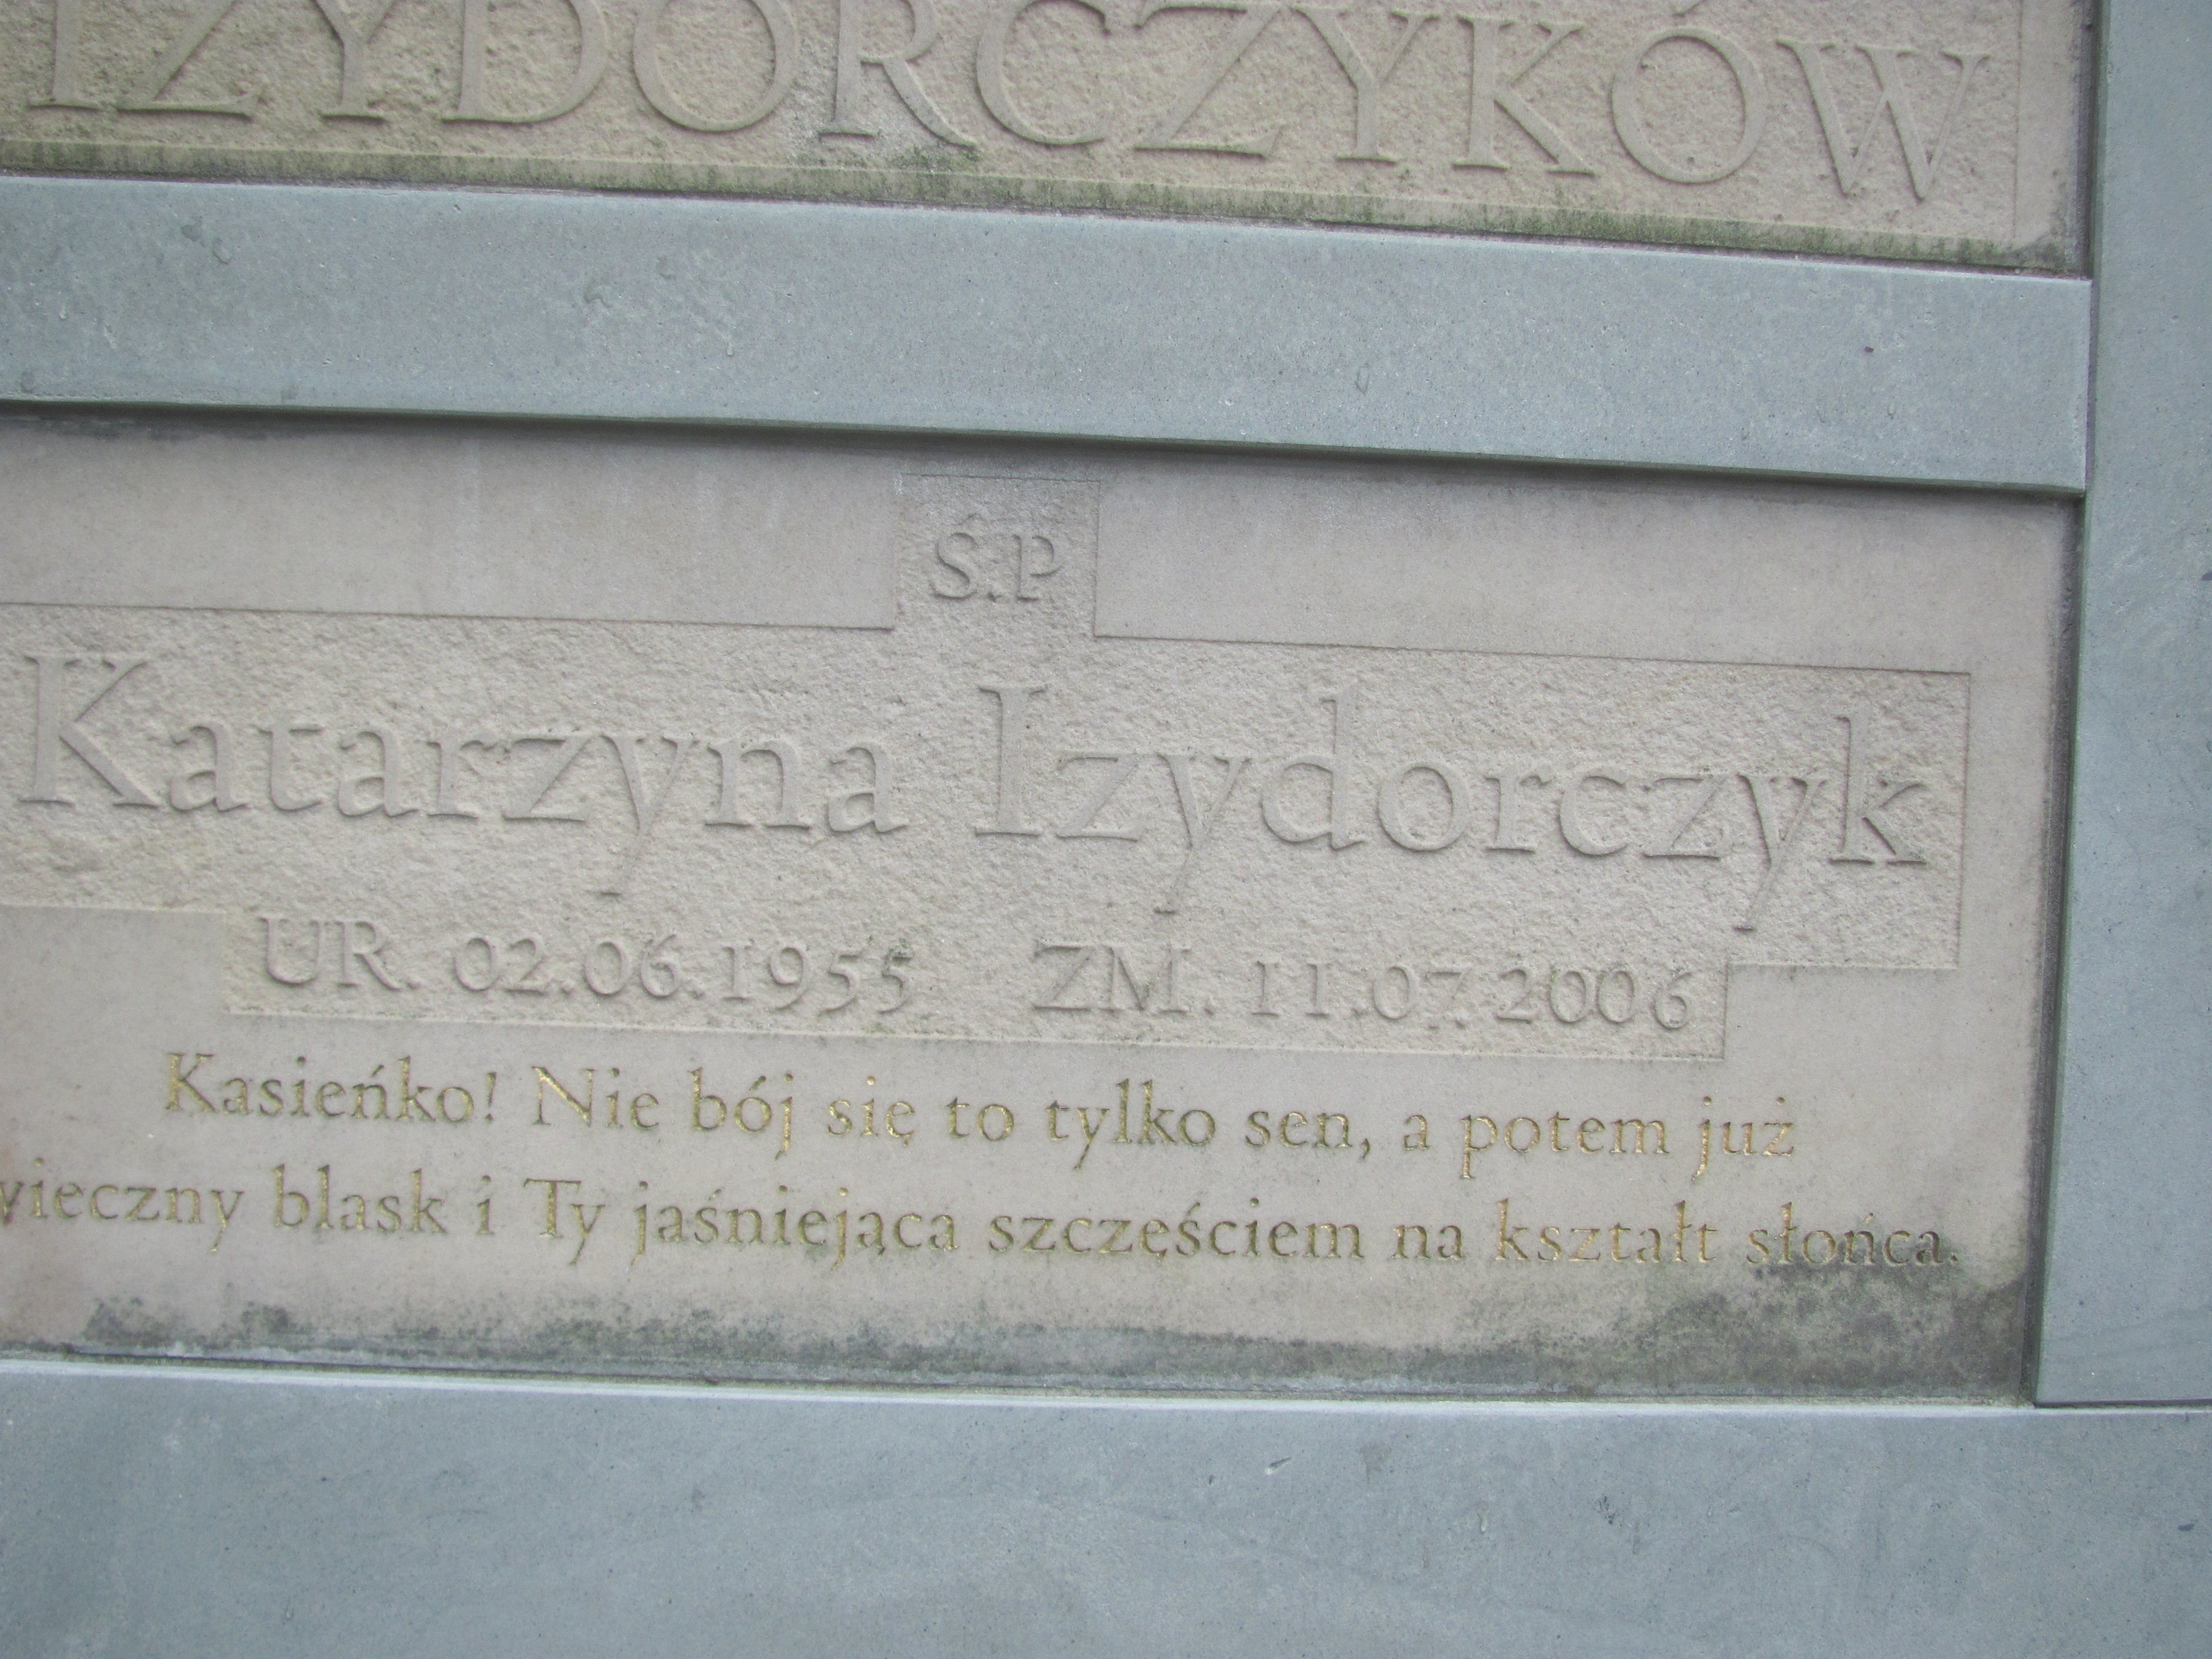 IZYDORCZYKÓW
Ś.P
Katarzyna Izydorczyk
UR. 02.06.1955 ZM. 11.07.2006
Kasieńko! Nie bój się to tylko sen, a potem już
wieczny blask i Ty jaśniejąca szczęściem na kształt słońca.